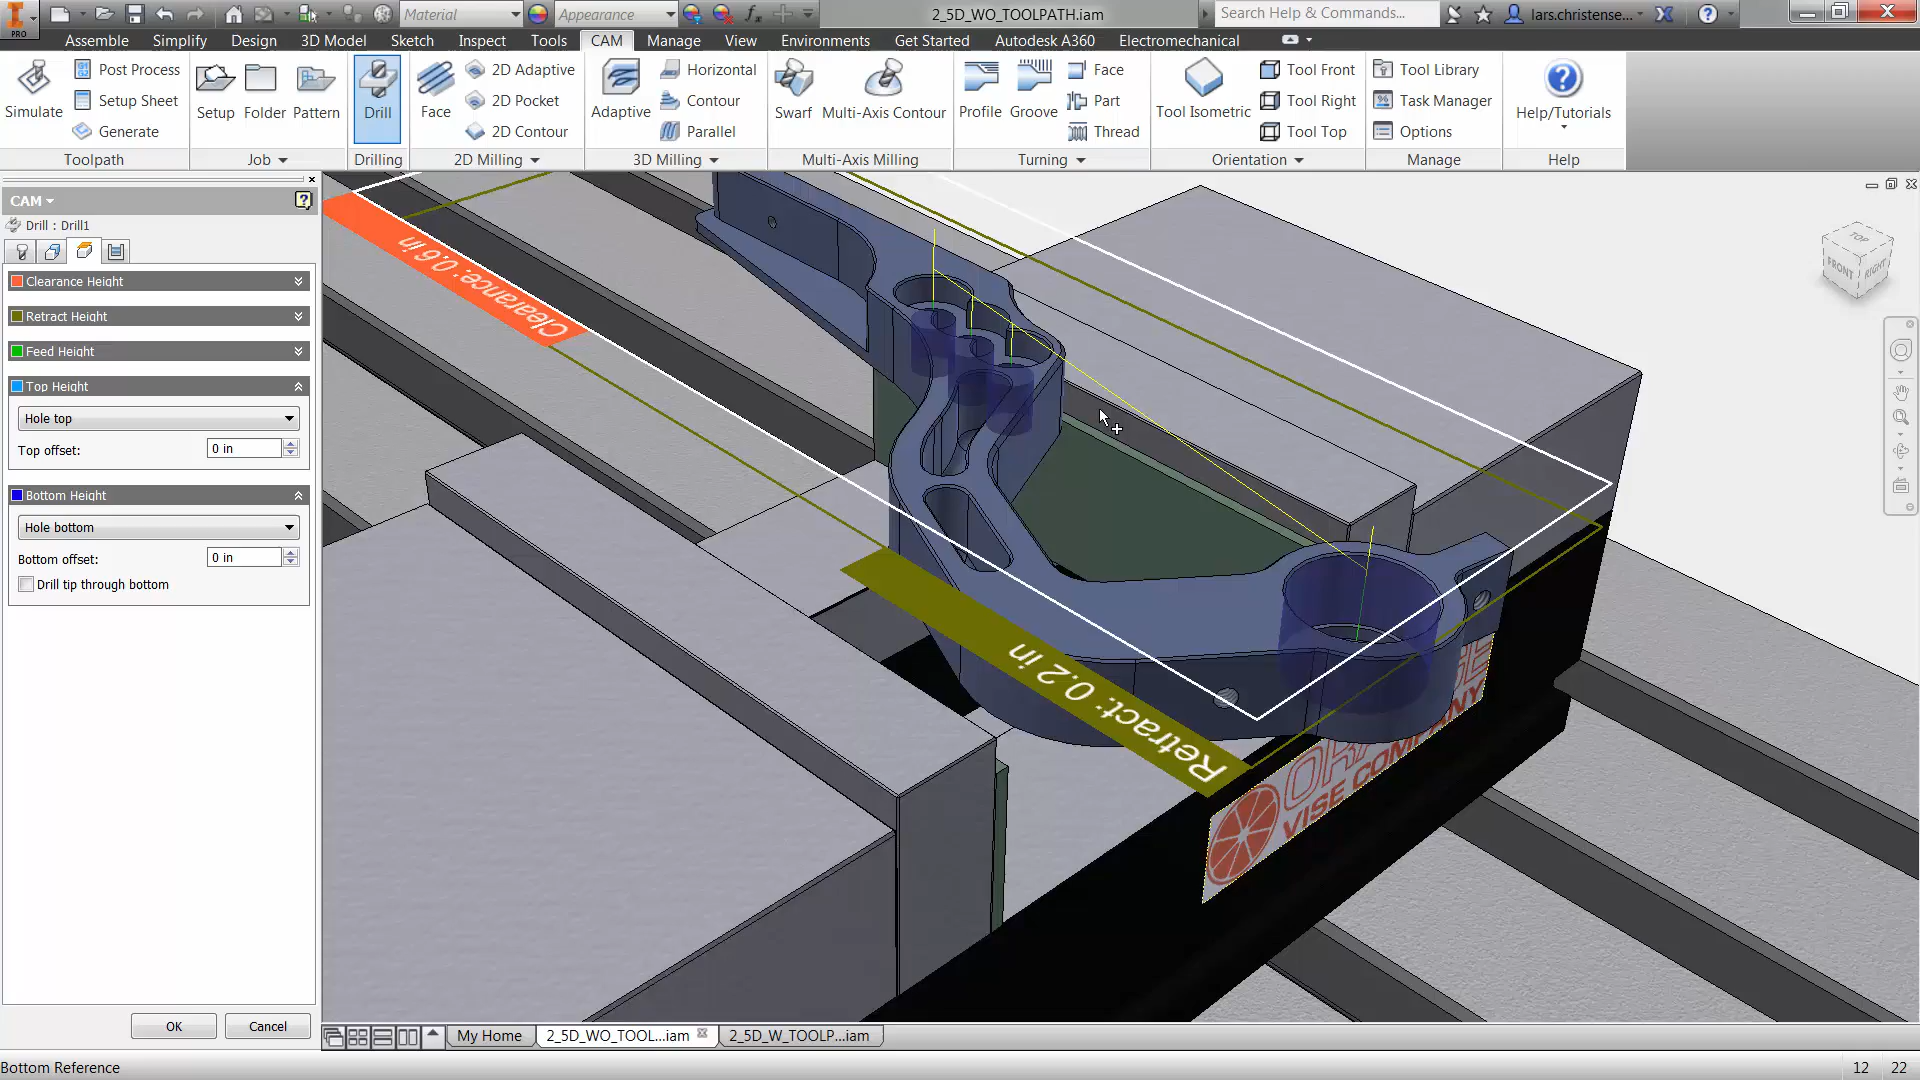 PRO
Material
Appearance
2_5D_WO_TOOLPATH.iam
Search Help & Commands...
lars.christense...
Assemble
Simplify
Design
3D Model
Sketch
Inspect
Tools
CAM
Manage
View
Environments
Get Started
Autodesk A360
Electromechanical
Simulate
Post Process
Setup Sheet
Generate
Toolpath
Setup
Folder
Pattern
Job
Drill
Drilling
Face
2D Adaptive
2D Pocket
2D Contour
2D Milling
Adaptive
Horizontal
Contour
Parallel
3D Milling
Swarf
Multi-Axis Contour
Multi-Axis Milling
Profile
Groove
Face
Part
Thread
Turning
Tool Isometric
Tool Front
Tool Right
Tool Top
Orientation
Tool Library
Task Manager
Options
Manage
Help/Tutorials
Help
CAM
Drill : Drill1
Clearance Height
Retract Height
Feed Height
Top Height
Hole top
Top offset:
0 in
Bottom Height
Hole bottom
Bottom offset:
0 in
Drill tip through bottom
OK
Cancel
Clearance: 0.6 in
Retract: 0.2 in
VISE COMPANY
TOP
FRONT
RIGHT
My Home
2_5D_WO_TOOL...iam
2_5D_W_TOOLP...iam
Bottom Reference
12
22